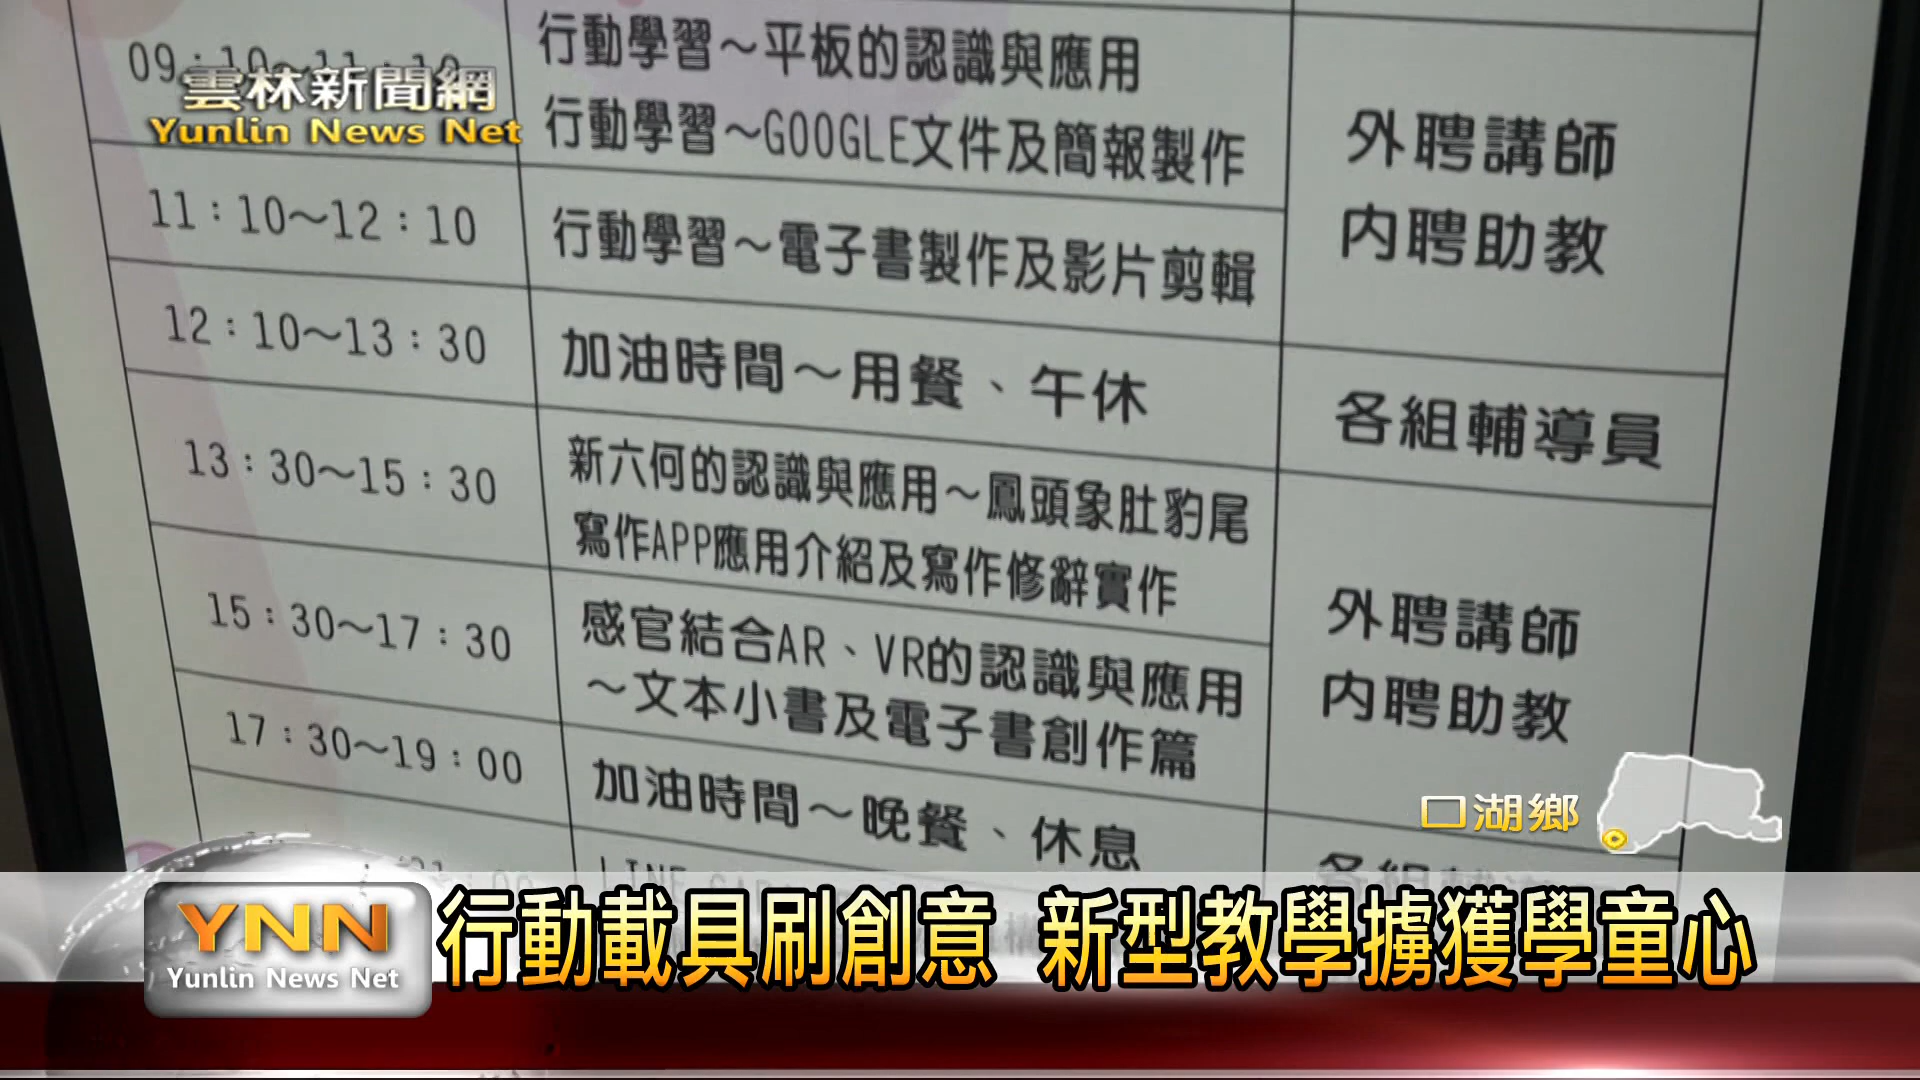 雲林新聞網
Yunlin News Net
行動學習～平板的認識與應用
行動學習～GOOGLE文件及簡報製作
外聘講師
內聘助教
11：10～12：10
行動學習～電子書製作及影片剪輯
12：10～13：30
加油時間～用餐、午休
各組輔導員
13：30～15：30
新六何的認識與應用～鳳頭象肚豹尾
寫作APP應用介紹及寫作修辭實作
外聘講師
內聘助教
15：30～17：30
感官結合AR、VR的認識與應用
～文本小書及電子書創作篇
17：30～19：00
加油時間～晚餐、休息
口湖鄉
YNN
Yunlin News Net
行動載具刷創意 新型教學擄獲學童心